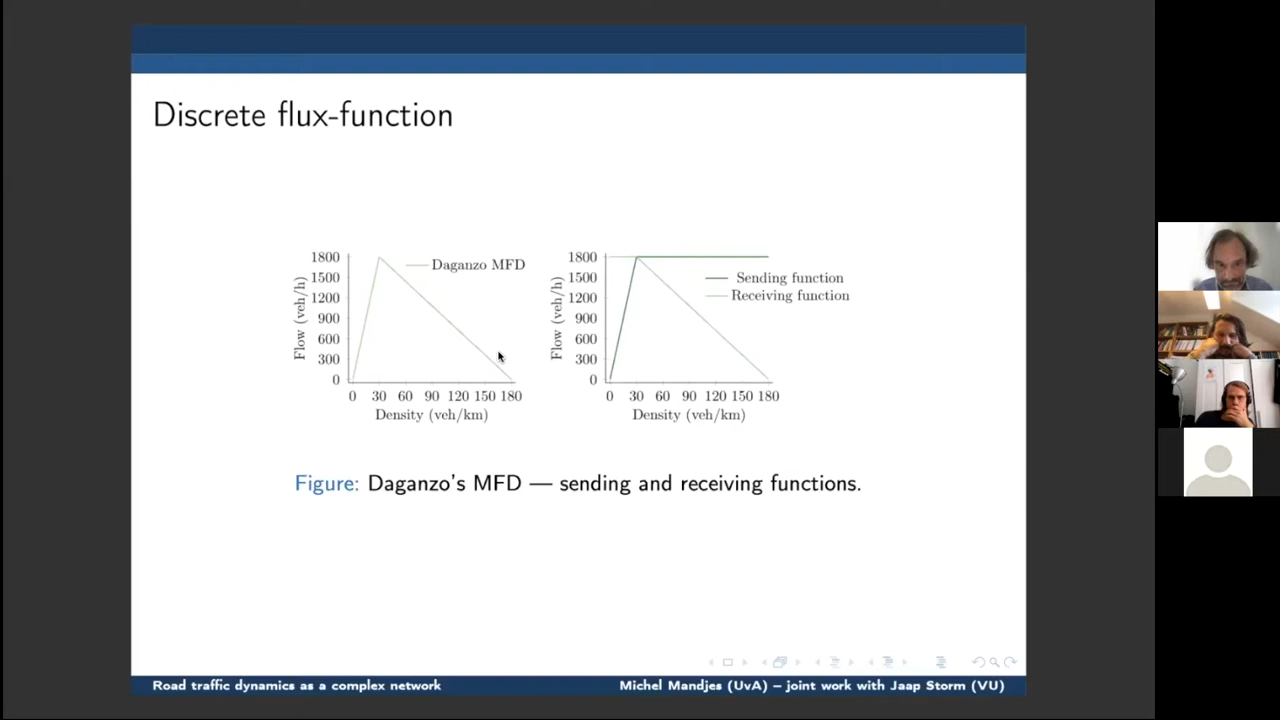 Discrete flux-function
1800
1500
1200
900
600
300
0
Flow (veh/h)
Daganzo MFD
0 30 60 90 120 150 180
Density (veh/km)
1800
1500
1200
900
600
300
0
Flow (veh/h)
Sending function
Receiving function
0 30 60 90 120 150 180
Density (veh/km)
Figure: Daganzo's MFD — sending and receiving functions.
Road traffic dynamics as a complex network
Michel Mandjes (UvA) – joint work with Jaap Storm (VU)